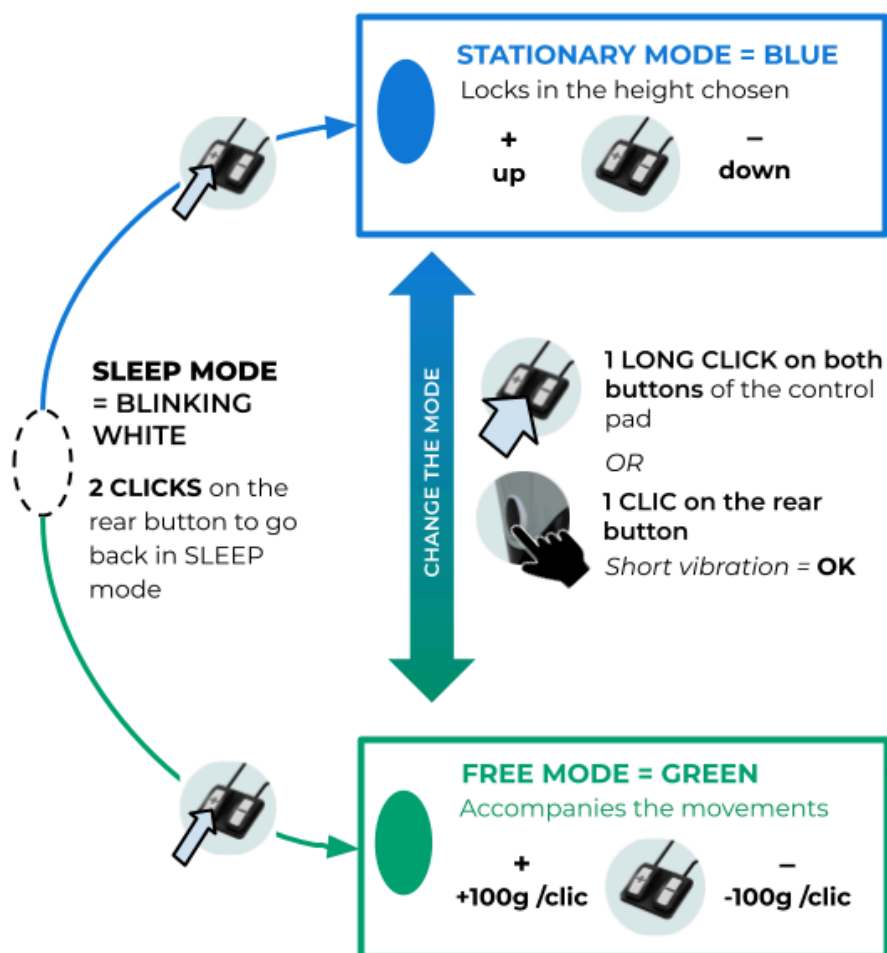 STATIONARY MODE = BLUE
Locks in the height chosen
+
up
–
down
SLEEP MODE
= BLINKING
WHITE
2 CLICKS on the
rear button to go
back in SLEEP
mode
CHANGE THE MODE
1 LONG CLICK on both
buttons of the control
pad
OR
1 CLIC on the rear
button
Short vibration = OK
FREE MODE = GREEN
Accompanies the movements
+
+100g /clic
–
-100g /clic